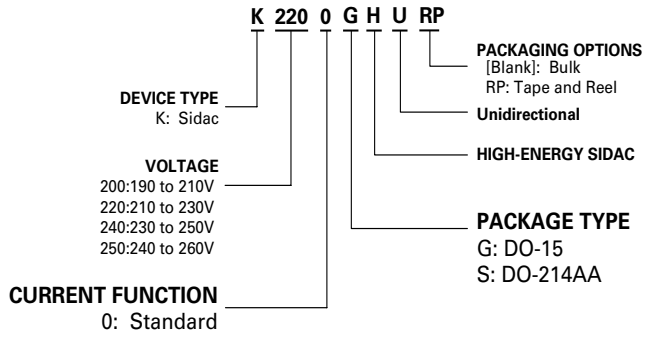 K 220 0 G H U RP
PACKAGING OPTIONS
[Blank]: Bulk
RP: Tape and Reel
Unidirectional
HIGH-ENERGY SIDAC
PACKAGE TYPE
G: DO-15
S: DO-214AA
DEVICE TYPE
K: Sidac
VOLTAGE
200:190 to 210V
220:210 to 230V
240:230 to 250V
250:240 to 260V
CURRENT FUNCTION
0: Standard